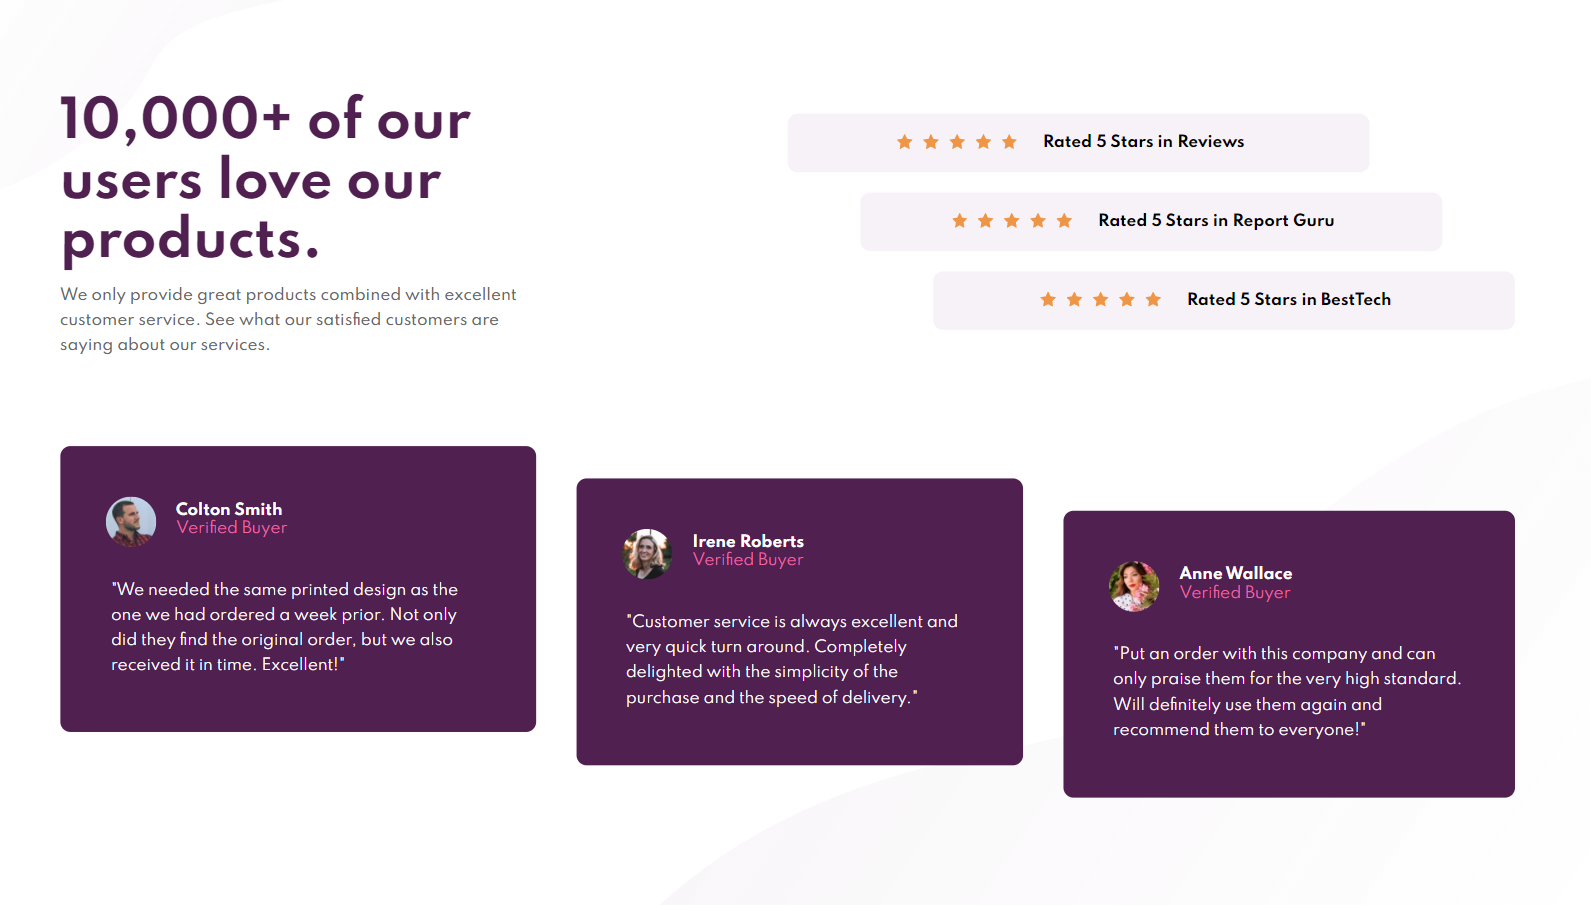 10,000+ of our
users love our
products.
We only provide great products combined with excellent
customer service. See what our satisfied customers are
saying about our services.
Rated 5 Stars in Reviews
Rated 5 Stars in Report Guru
Rated 5 Stars in BestTech
Colton Smith
Verified Buyer
"We needed the same printed design as the
one we had ordered a week prior. Not only
did they find the original order, but we also
received it in time. Excellent!"
Irene Roberts
Verified Buyer
"Customer service is always excellent and
very quick turn around. Completely
delighted with the simplicity of the
purchase and the speed of delivery."
Anne Wallace
Verified Buyer
"Put an order with this company and can
only praise them for the very high standard.
Will definitely use them again and
recommend them to everyone!"